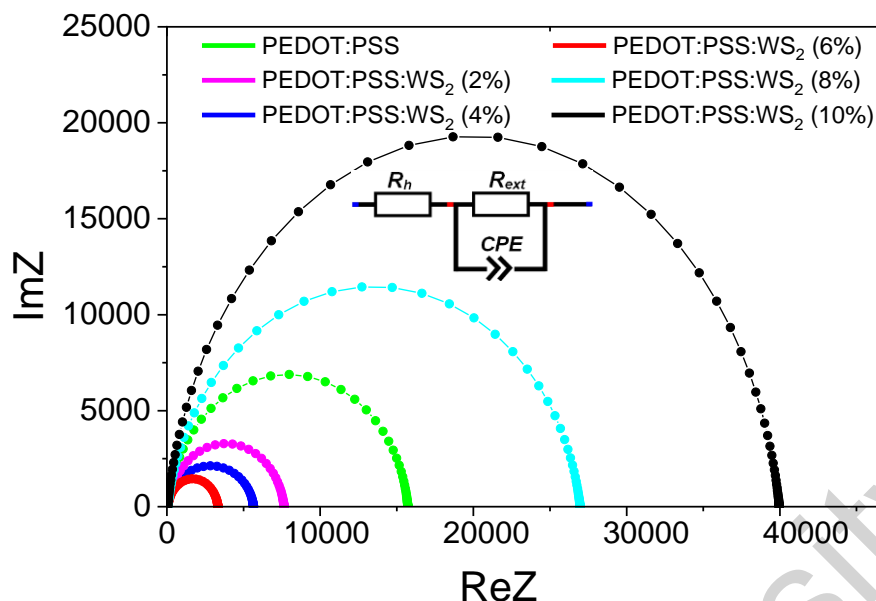 25000
20000
15000
10000
5000
0
ImZ
PEDOT:PSS
PEDOT:PSS:WS₂ (2%)
PEDOT:PSS:WS₂ (4%)
PEDOT:PSS:WS₂ (6%)
PEDOT:PSS:WS₂ (8%)
PEDOT:PSS:WS₂ (10%)
Rh
Rext
CPE
0
10000
20000
30000
40000
ReZ